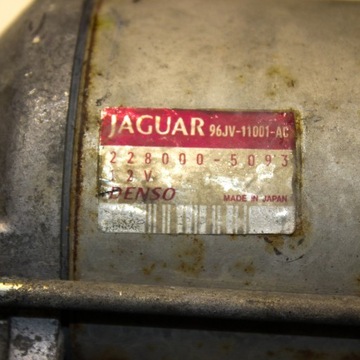 JAGUAR 96JV-11001-AC
228000-5093
12V
DENSO MADE IN JAPAN